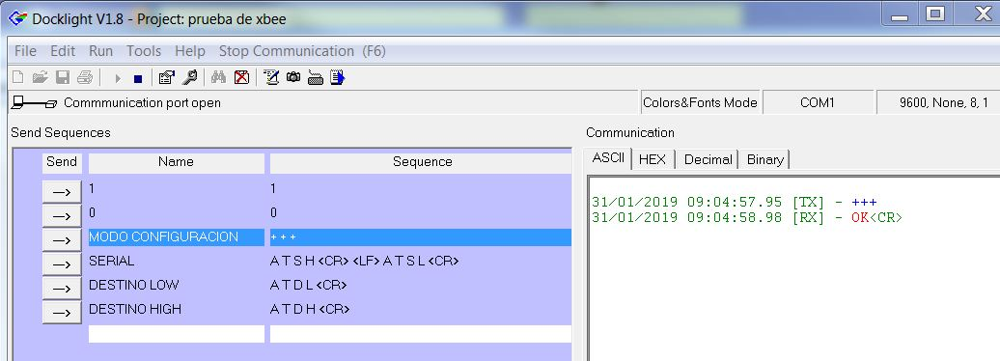 Docklight V1.8 - Project: prueba de xbee
File Edit Run Tools Help Stop Communication (F6)
Commmunication port open Colors&Fonts Mode COM1 9600, None, 8, 1
Send Sequences
Send Name Sequence
---> 1 1
---> 0 0
---> MODO CONFIGURACION +++
---> SERIAL A T S H <CR> <LF> A T S L <CR>
---> DESTINO LOW A T D L <CR>
---> DESTINO HIGH A T D H <CR>
Communication
ASCII HEX Decimal Binary
31/01/2019 09:04:57.95 [TX] - +++
31/01/2019 09:04:58.98 [RX] - OK<CR>